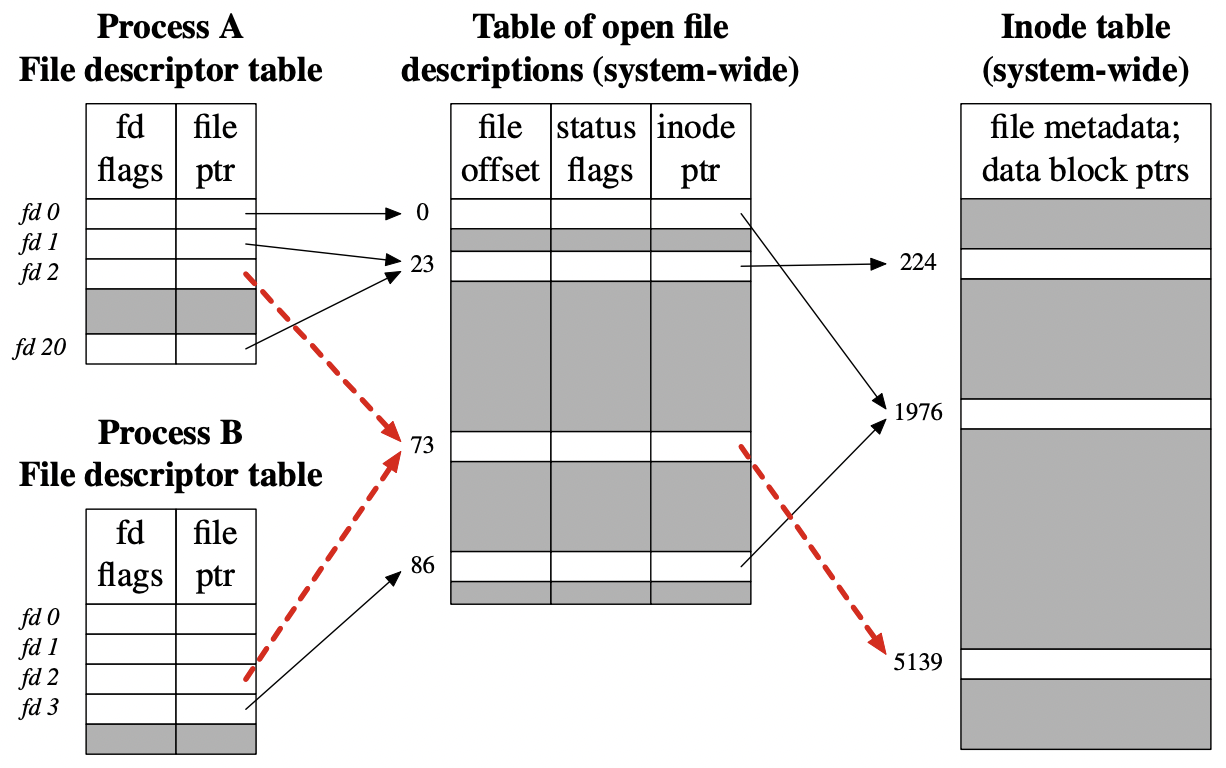 Process A
File descriptor table
fd
flags
file
ptr
fd 0
fd 1
fd 2
fd 20
Process B
File descriptor table
fd
flags
file
ptr
fd 0
fd 1
fd 2
fd 3
Table of open file
descriptions (system-wide)
file
offset
status
flags
inode
ptr
0
23
73
86
Inode table
(system-wide)
file metadata;
data block ptrs
224
1976
5139